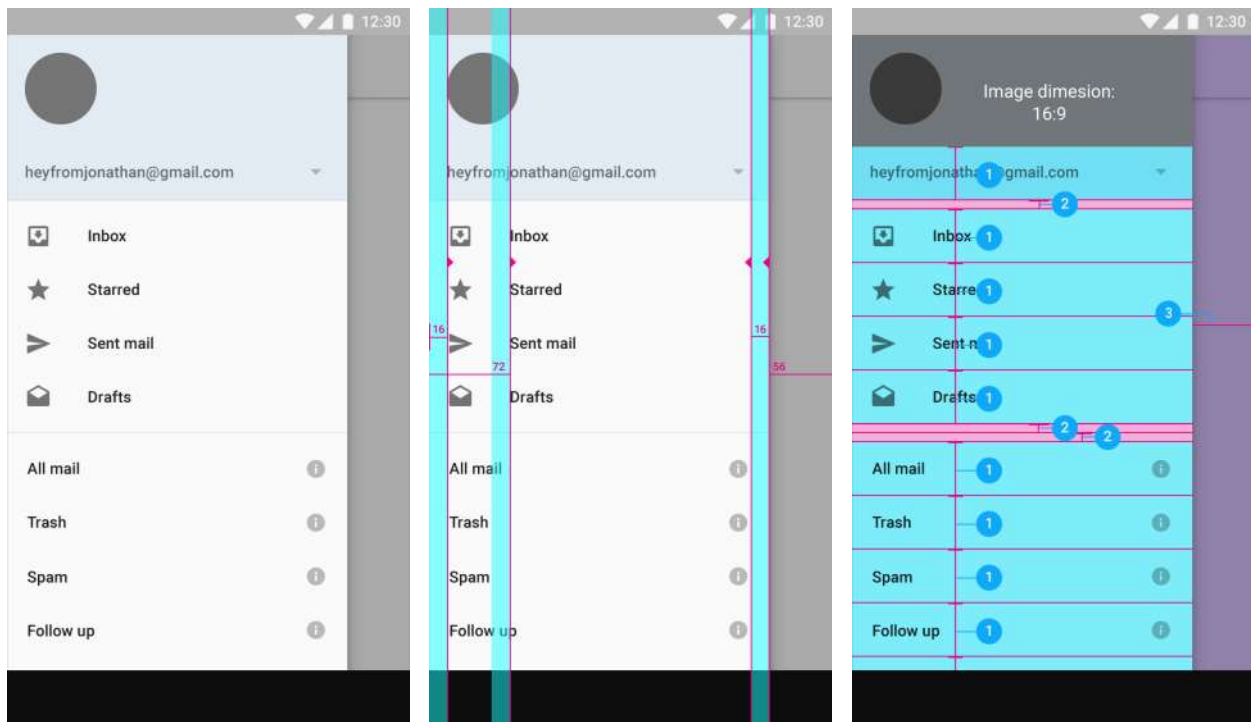 12:30
heyfromjonathan@gmail.com
Inbox
Starred
Sent mail
Drafts
All mail
Trash
Spam
Follow up
12:30
heyfromjonathan@gmail.com
Inbox
Starred
16
16
Sent mail
72
56
Drafts
All mail
Trash
Spam
Follow up
12:30
Image dimesion:
16:9
heyfromjonatha 1 gmail.com
2
Inbox 1
Starre 1
3
Sent 1
Drafts 1
2
2
All mail 1
Trash 1
Spam 1
Follow up 1